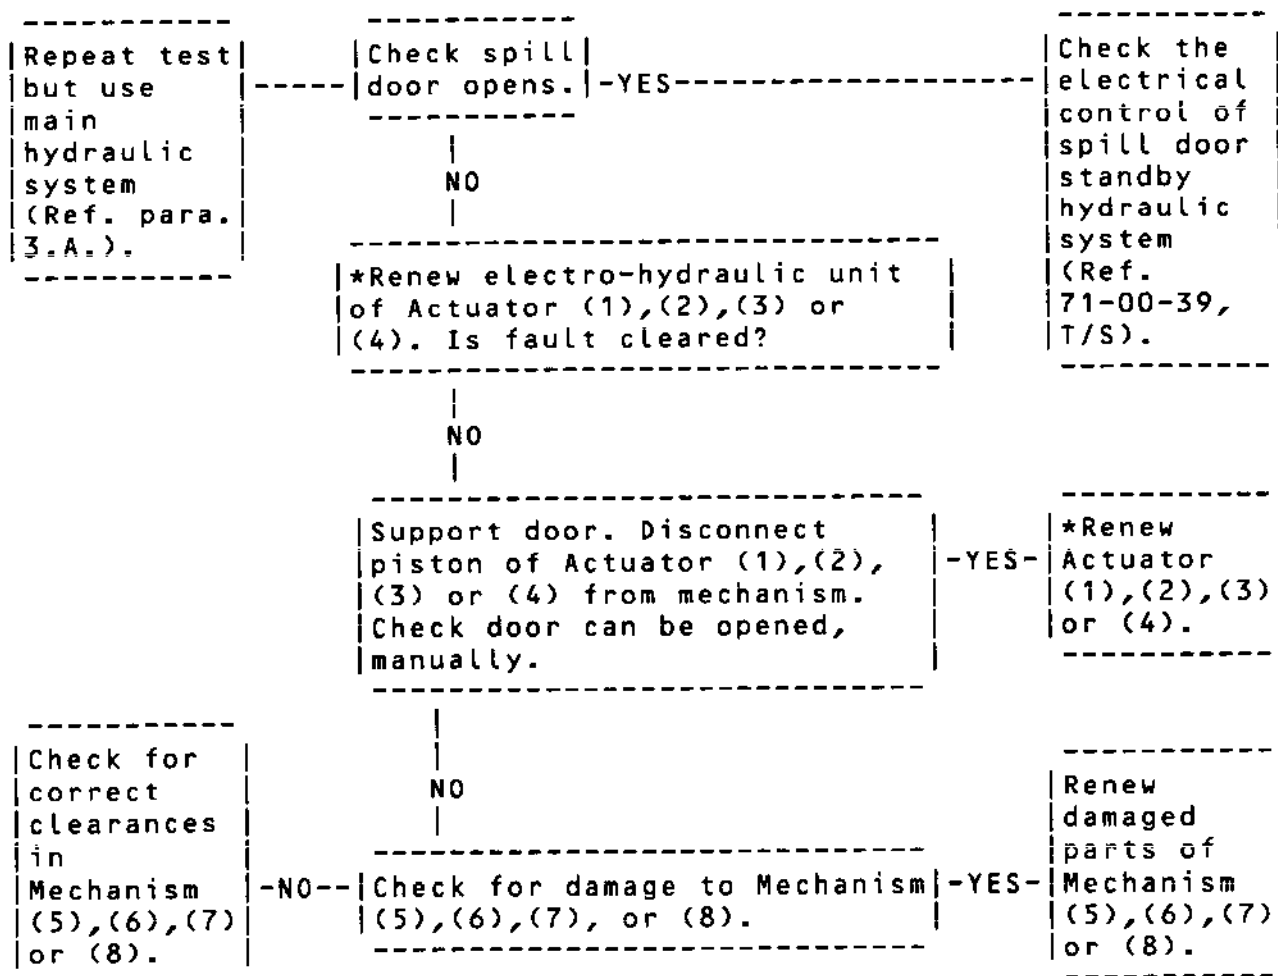 Repeat test
but use
main
hydraulic
system
(Ref. para.
3.A.).
Check spill
door opens.
YES
Check the
electrical
control of
spill door
standby
hydraulic
system
(Ref.
71-00-39,
T/S).
NO
*Renew electro-hydraulic unit
of Actuator (1),(2),(3) or
(4). Is fault cleared?
NO
Support door. Disconnect
piston of Actuator (1),(2),
(3) or (4) from mechanism.
Check door can be opened,
manually.
YES
*Renew
Actuator
(1),(2),(3)
or (4).
NO
Check for
correct
clearances
in
Mechanism
(5),(6),(7)
or (8).
NO
Check for damage to Mechanism
(5),(6),(7), or (8).
YES
Renew
damaged
parts of
Mechanism
(5),(6),(7)
or (8).